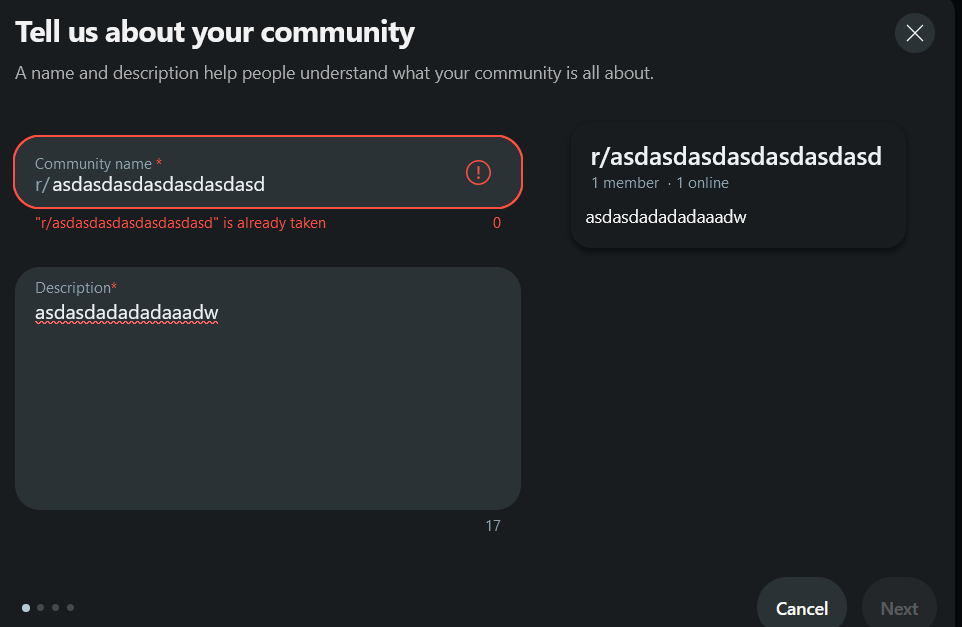 Tell us about your community
A name and description help people understand what your community is all about.
Community name *
r/asdasdasdasdasdasdasd
"r/asdasdasdasdasdasdasd" is already taken
0
Description*
asdasdadadadaaadw
17
r/asdasdasdasdasdasdasd
1 member · 1 online
asdasdadadadaaadw
Cancel
Next